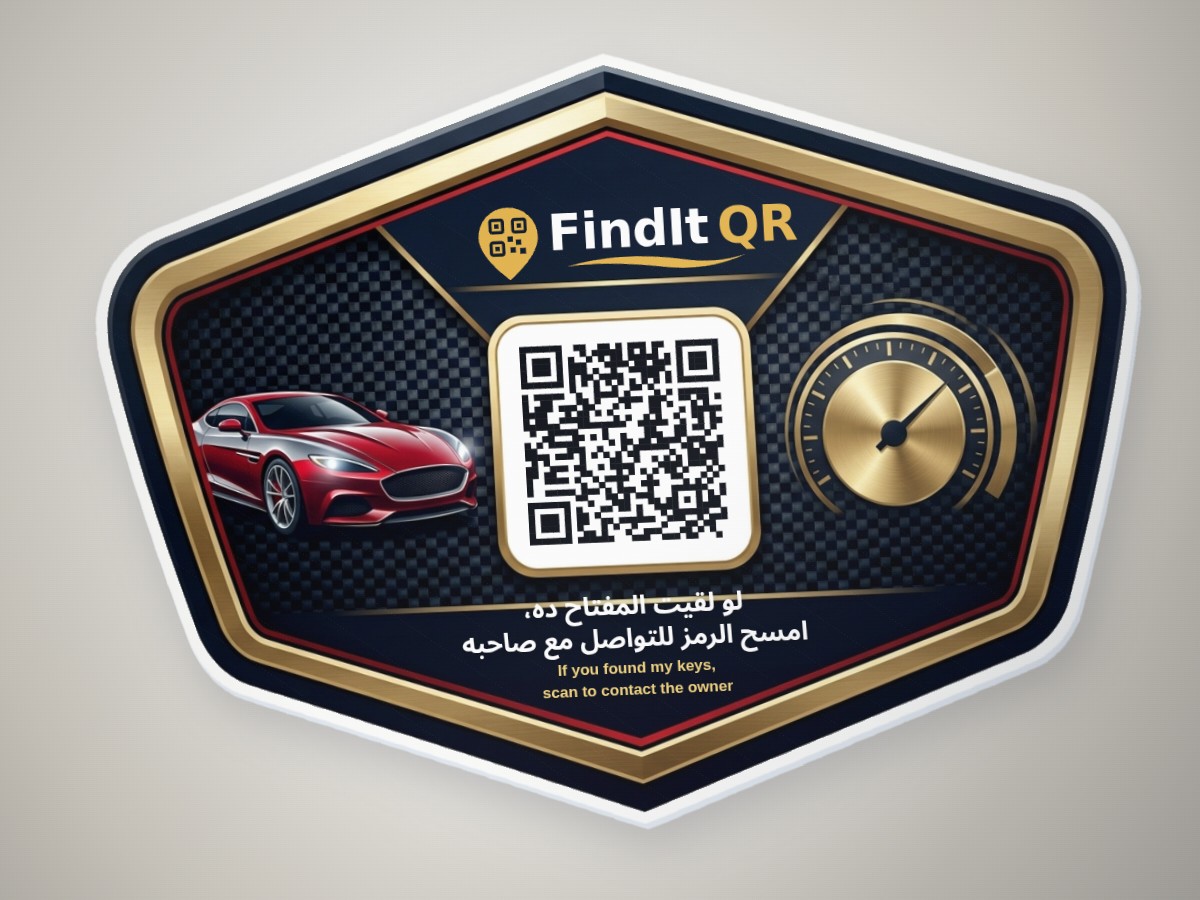 FindIt QR
لو لقيت المفتاح ده،
امسح الرمز للتواصل مع صاحبه
If you found my keys,
scan to contact the owner